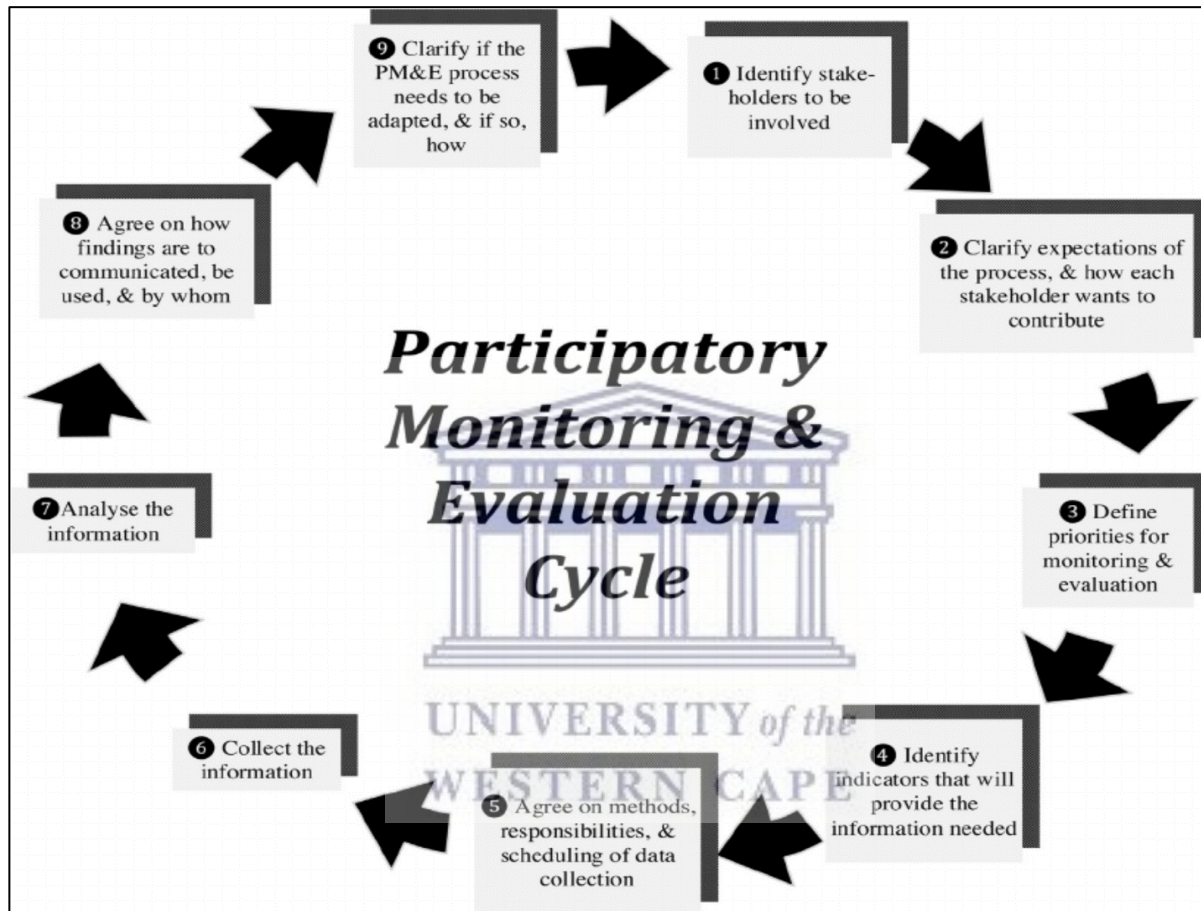 ❾ Clarify if the
PM&E process
needs to be
adapted, & if so,
how
❶ Identify stake-
holders to be
involved
❷ Clarify expectations of
the process, & how each
stakeholder wants to
contribute
❸ Define
priorities for
monitoring &
evaluation
❹ Identify
indicators that will
provide the
information needed
❺ Agree on methods,
responsibilities, &
scheduling of data
collection
❻ Collect the
information
❼Analyse the
information
❽ Agree on how
findings are to
communicated, be
used, & by whom
Participatory
Monitoring &
Evaluation
Cycle
UNIVERSITY of the
WESTERN CAPE